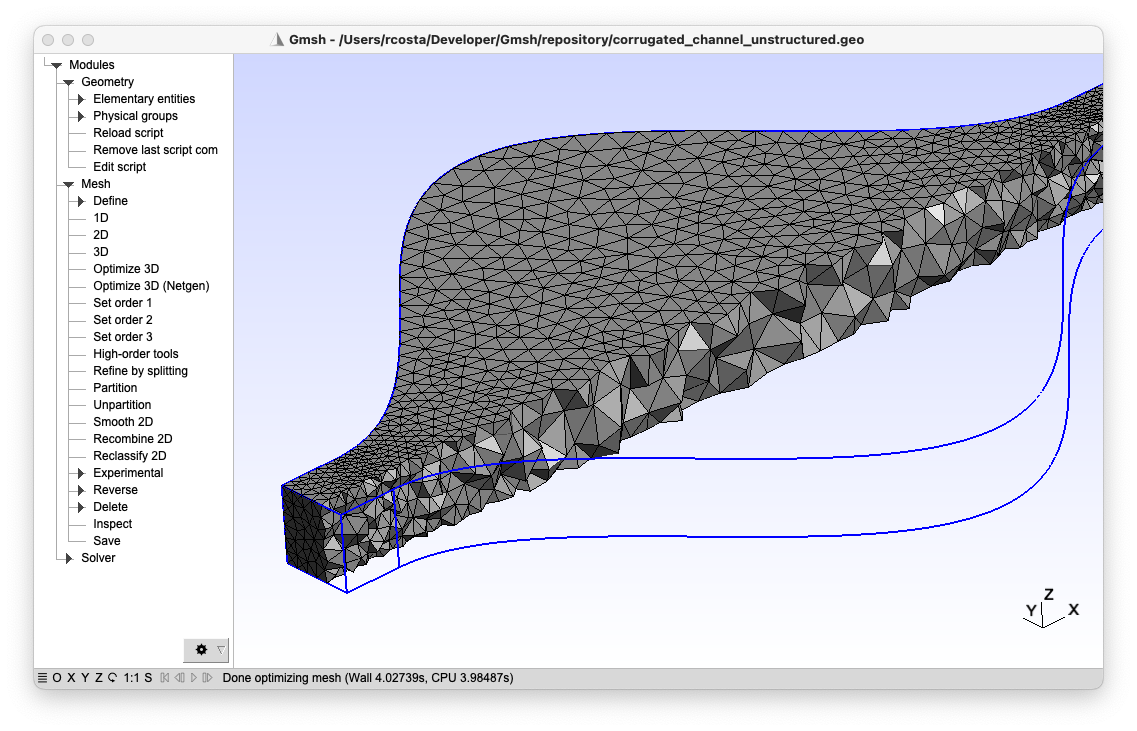 Gmsh - /Users/rcosta/Developer/Gmsh/repository/corrugated_channel_unstructured.geo
Modules
Geometry
Elementary entities
Physical groups
Reload script
Remove last script com
Edit script
Mesh
Define
1D
2D
3D
Optimize 3D
Optimize 3D (Netgen)
Set order 1
Set order 2
Set order 3
High-order tools
Refine by splitting
Partition
Unpartition
Smooth 2D
Recombine 2D
Reclassify 2D
Experimental
Reverse
Delete
Inspect
Save
Solver
Z
Y X
O X Y Z 1:1 S Done optimizing mesh (Wall 4.02739s, CPU 3.98487s)